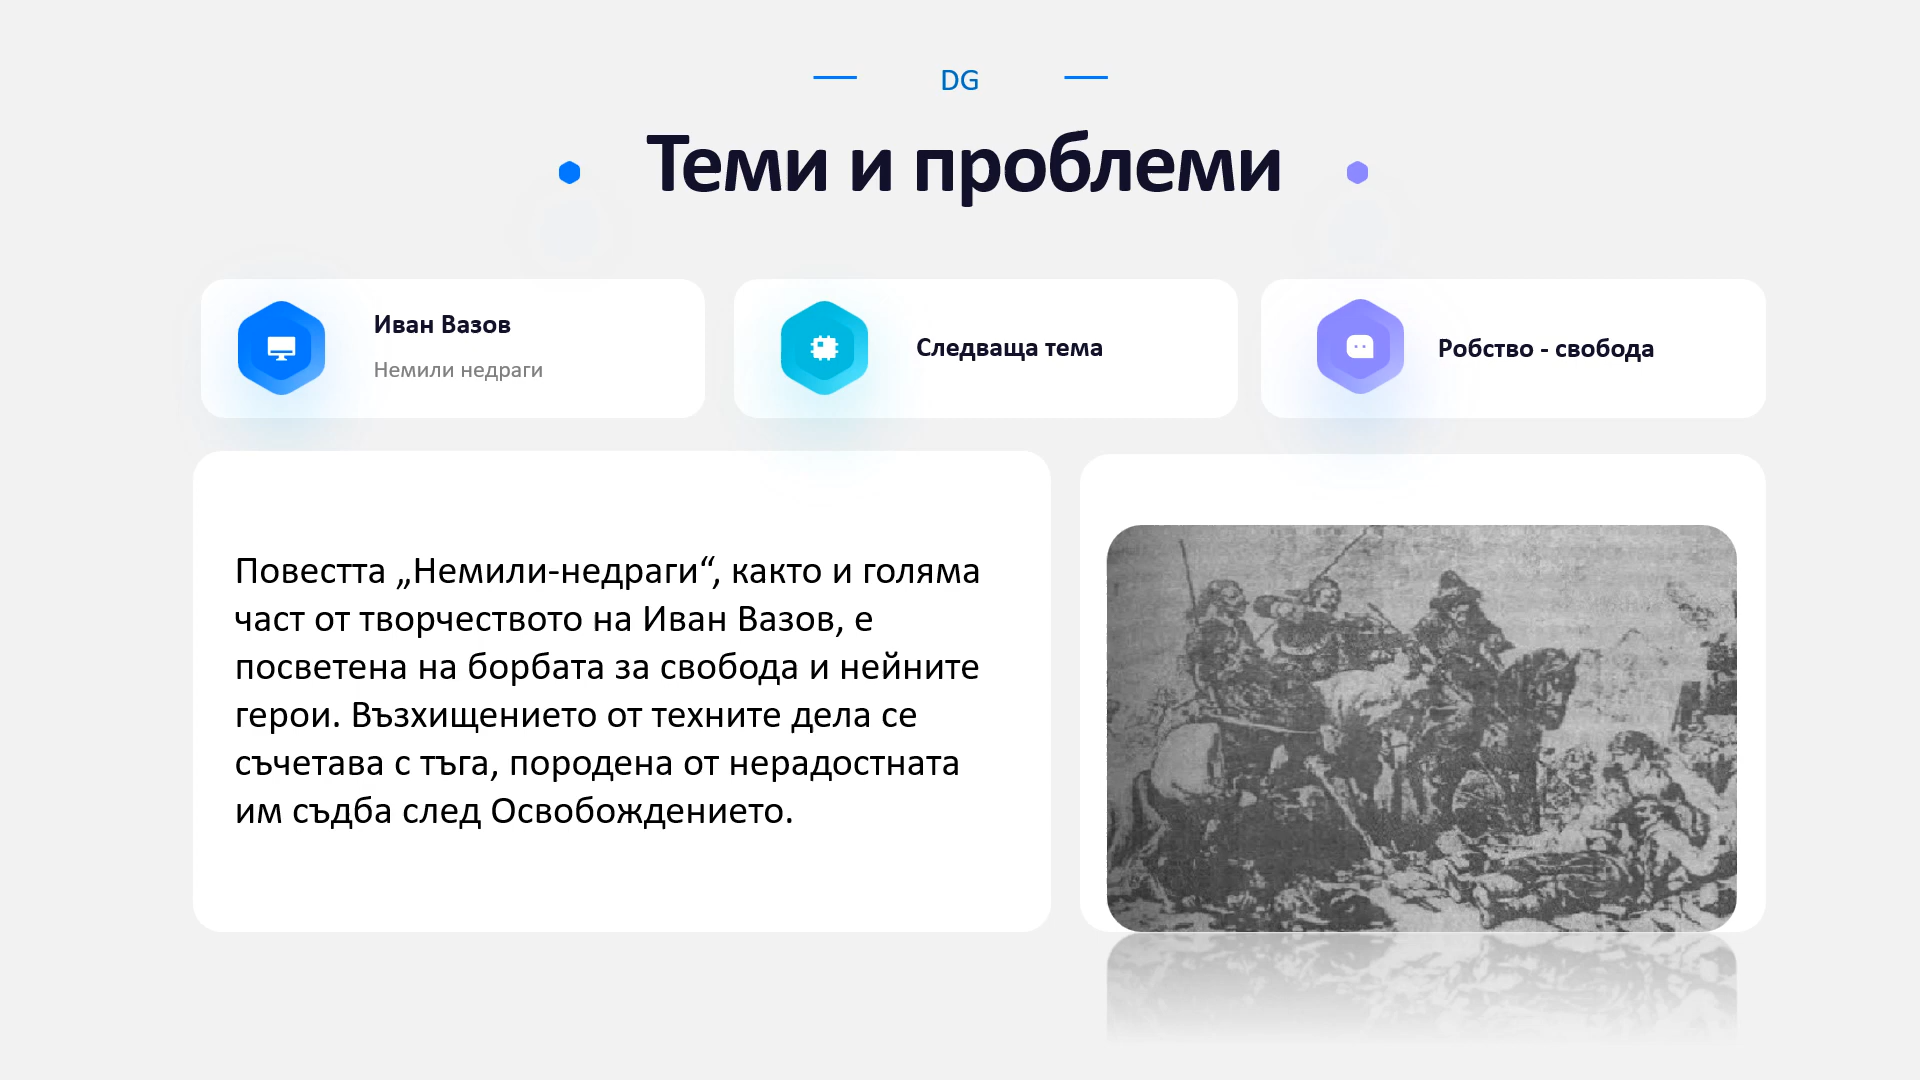 DG
Теми и проблеми
Иван Вазов
Немили недраги
Следваща тема
Робство - свобода
Повестта „Немили-недраги“, както и голяма
част от творчеството на Иван Вазов, е
посветена на борбата за свобода и нейните
герои. Възхищението от техните дела се
съчетава с тъга, породена от нерадостната
им съдба след Освобождението.